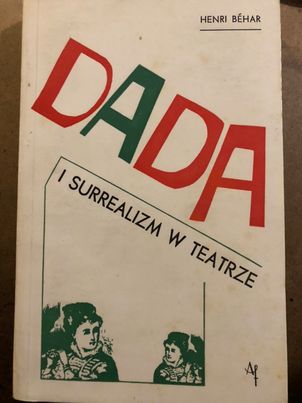 HENRI BÉHAR
DADA
I SURREALIZM W TEATRZE